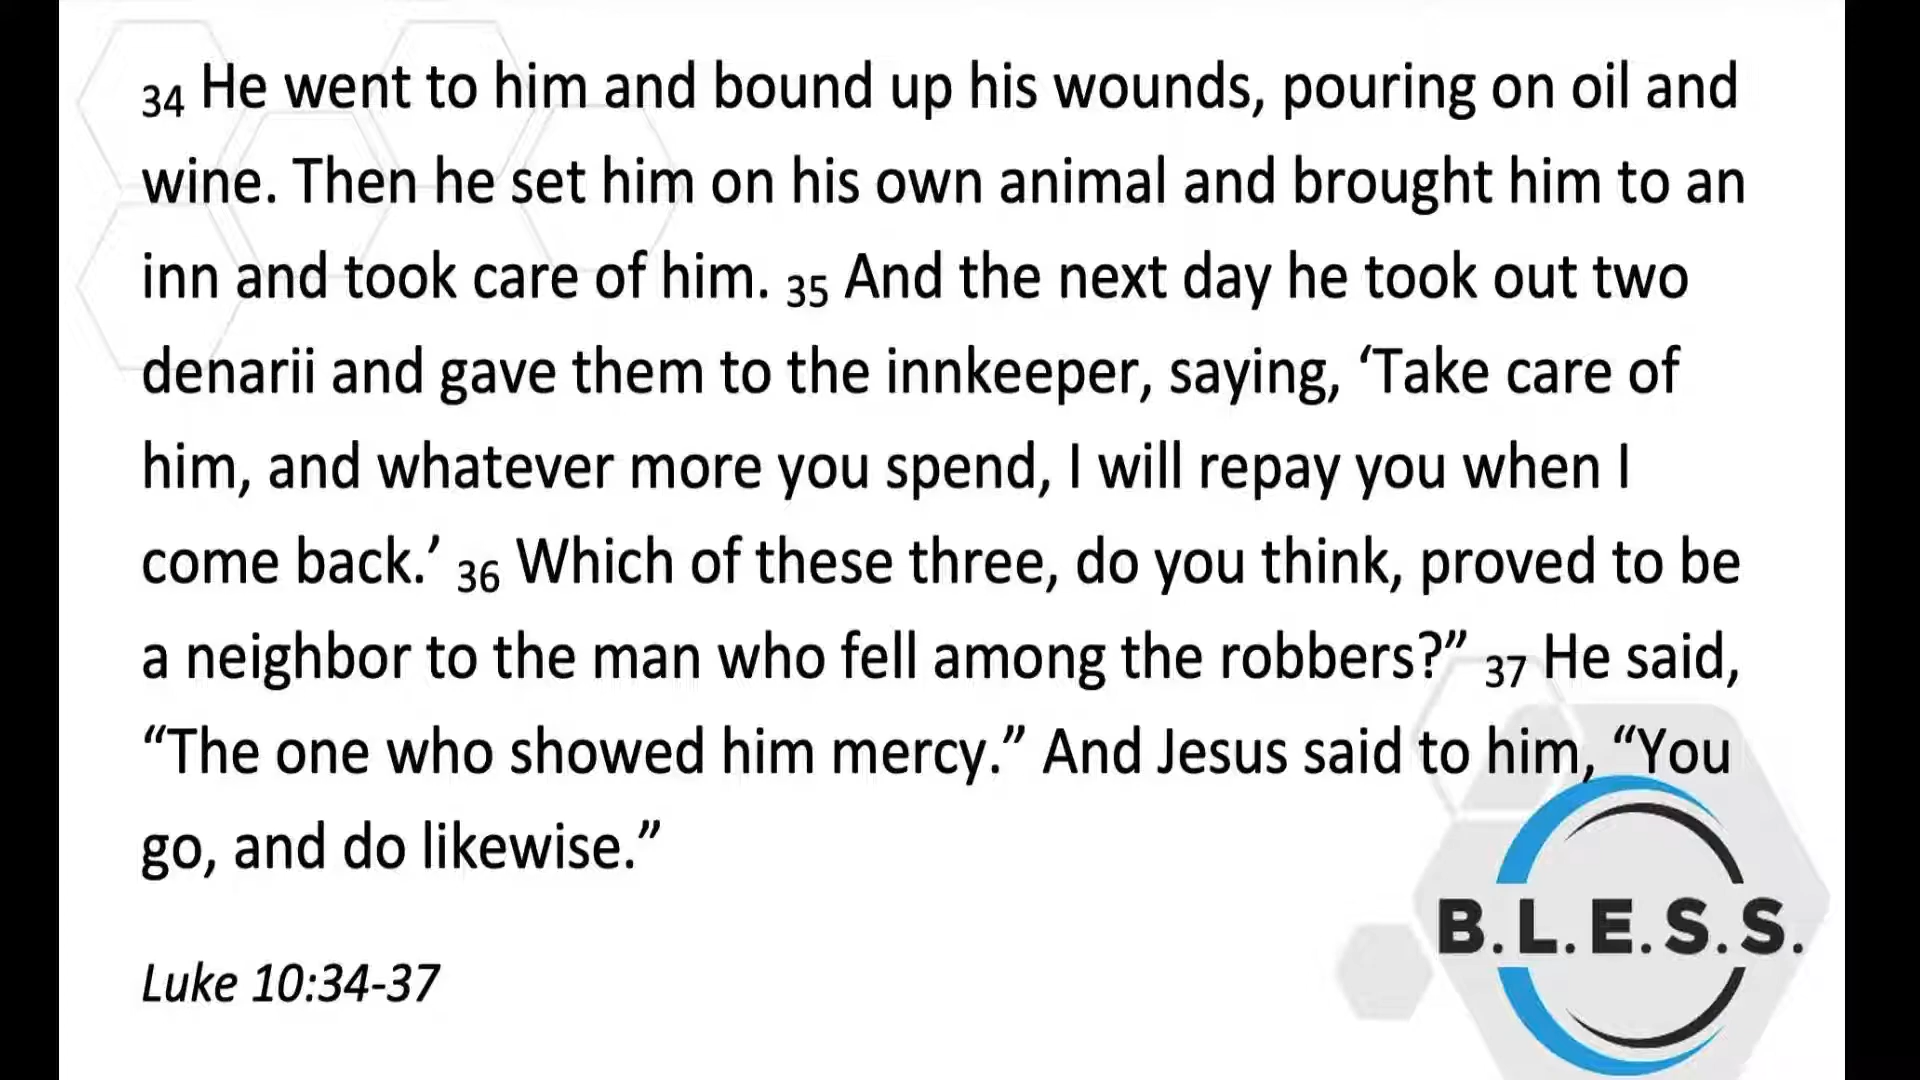 34 He went to him and bound up his wounds, pouring on oil and
wine. Then he set him on his own animal and brought him to an
inn and took care of him. 35 And the next day he took out two
denarii and gave them to the innkeeper, saying, ‘Take care of
him, and whatever more you spend, I will repay you when I
come back.’ 36 Which of these three, do you think, proved to be
a neighbor to the man who fell among the robbers?” 37 He said,
“The one who showed him mercy.” And Jesus said to him, “You
go, and do likewise.”
Luke 10:34-37
B.L.E.S.S.